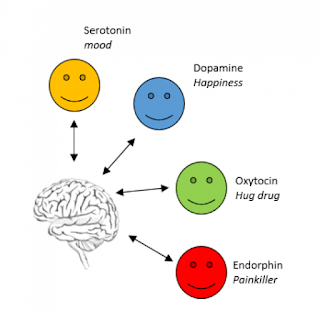 Serotonin
mood
Dopamine
Happiness
Oxytocin
Hug drug
Endorphin
Painkiller